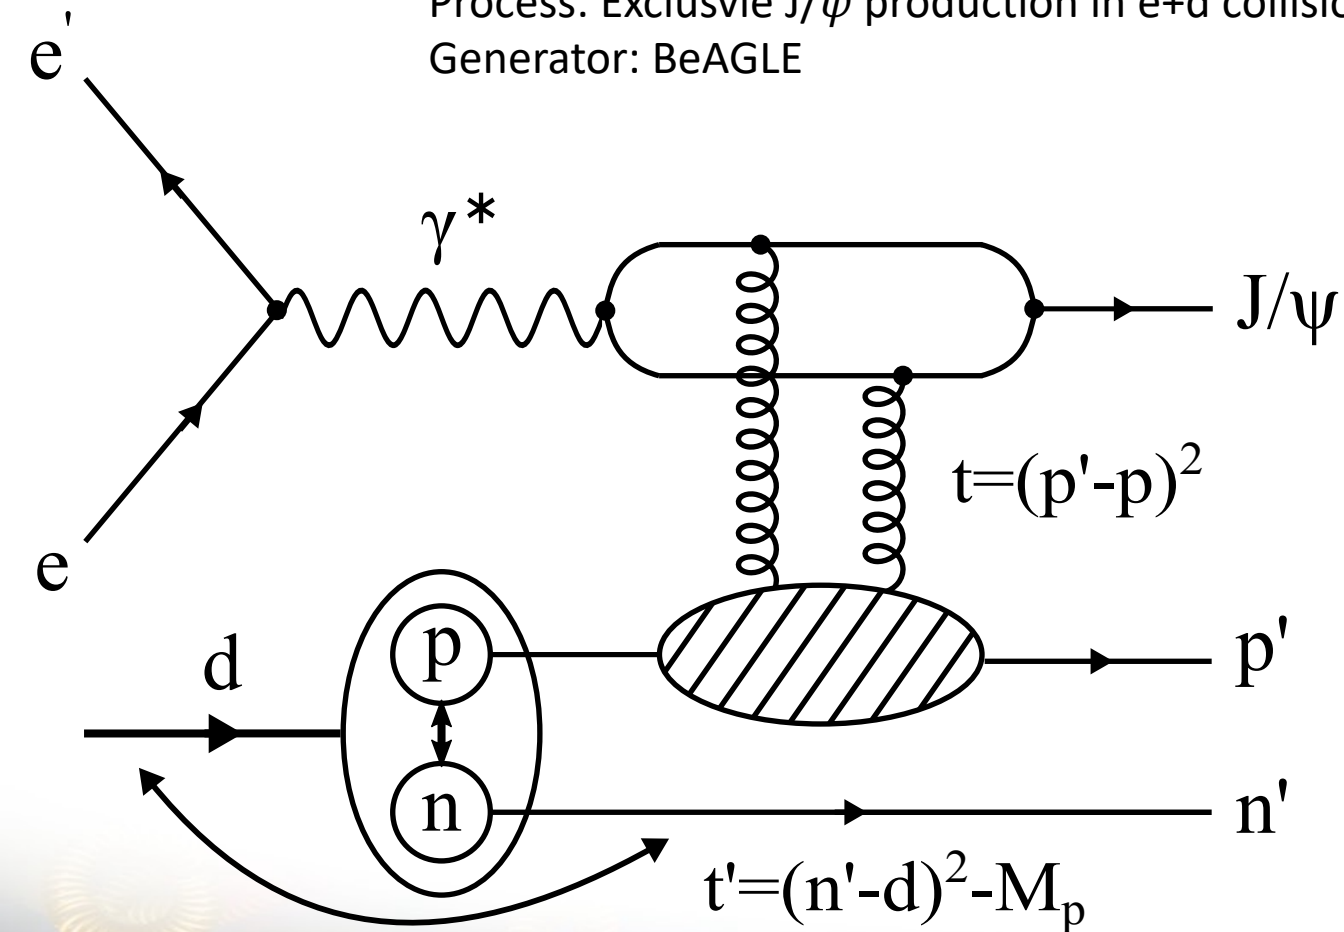 Process: Exclusvie J/ψ production in e+d collisio
Generator: BeAGLE
e'
γ*
J/ψ
t=(p'-p)²
e
d
p
p'
n
n'
t'=(n'-d)²-Mₚ